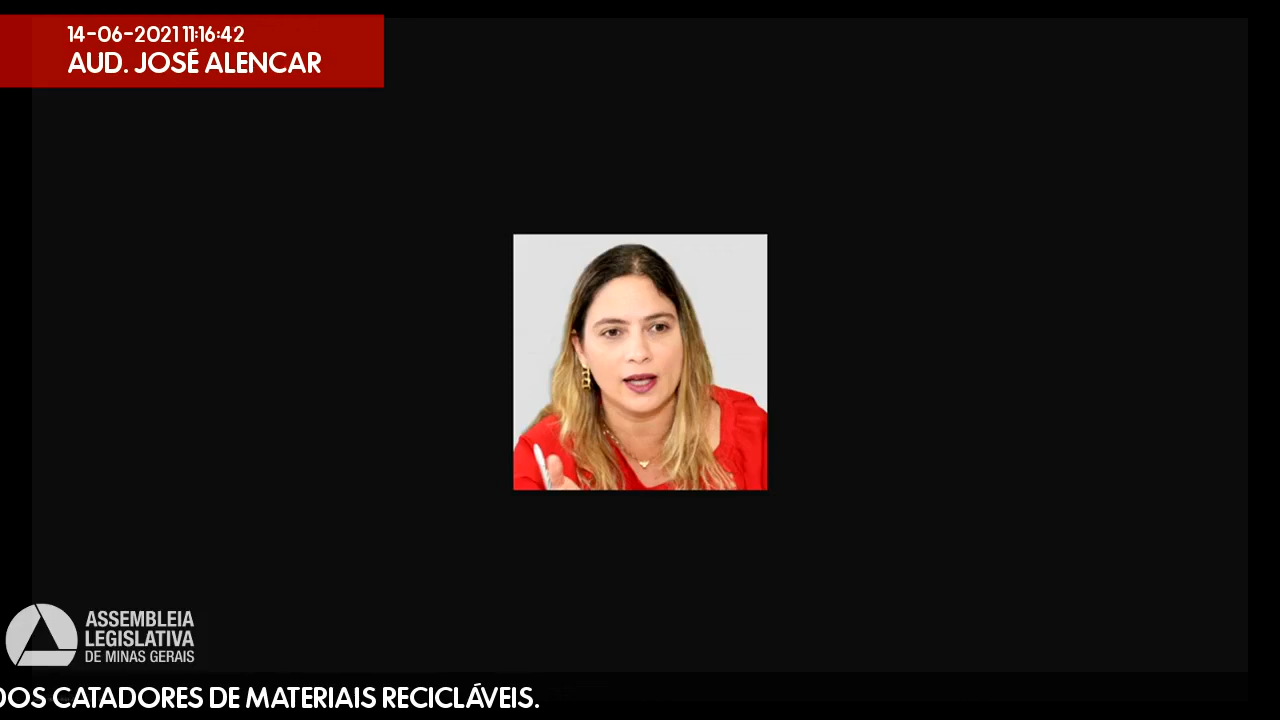 14-06-2021 11:16:42
AUD. JOSÉ ALENCAR
ASSEMBLEIA
LEGISLATIVA
DE MINAS GERAIS
DOS CATADORES DE MATERIAIS RECICLÁVEIS.